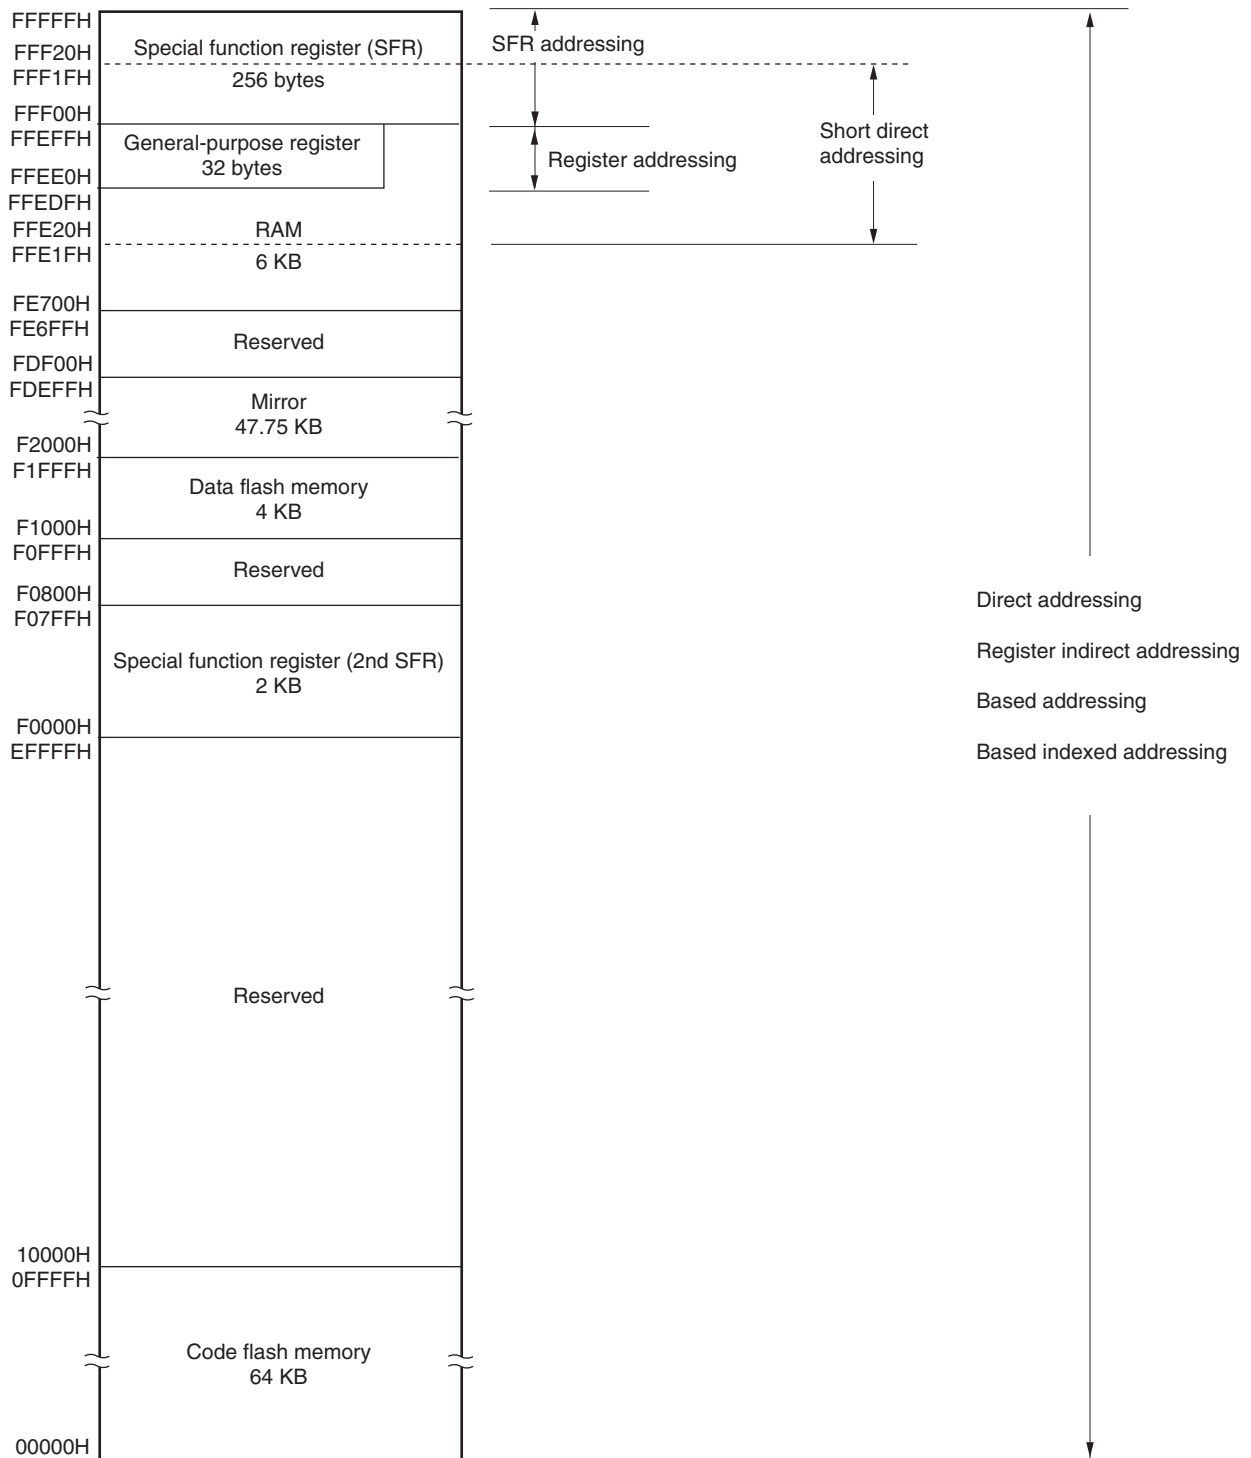 FFFFFH
FFF20H
FFF1FH
FFF00H
FFEFFH
FFEE0H
FFEDFH
FFE20H
FFE1FH
FE700H
FE6FFH
FDF00H
FDEFFH
F2000H
F1FFFH
F1000H
F0FFFH
F0800H
F07FFH
F0000H
EFFFFH
10000H
0FFFFH
00000H
Special function register (SFR)
256 bytes
General-purpose register
32 bytes
RAM
6 KB
Reserved
Mirror
47.75 KB
Data flash memory
4 KB
Reserved
Special function register (2nd SFR)
2 KB
Reserved
Code flash memory
64 KB
SFR addressing
Register addressing
Short direct
addressing
Direct addressing
Register indirect addressing
Based addressing
Based indexed addressing